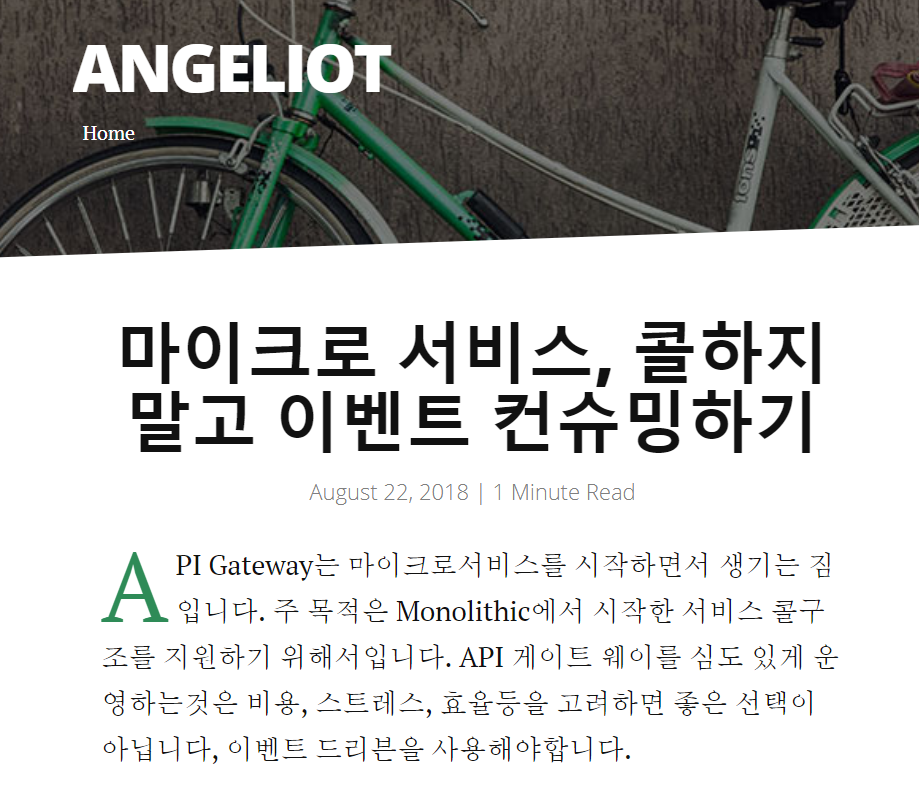 ANGELIOT
Home
ions
마이크로 서비스, 콜하지
말고 이벤트 컨슈밍하기
August 22, 2018 | 1 Minute Read
API Gateway는 마이크로서비스를 시작하면서 생기는 짐
입니다. 주 목적은 Monolithic에서 시작한 서비스 콜구
조를 지원하기 위해서입니다. API 게이트 웨이를 심도 있게 운
영하는것은 비용, 스트레스, 효율등을 고려하면 좋은 선택이
아닙니다, 이벤트 드리븐을 사용해야합니다.